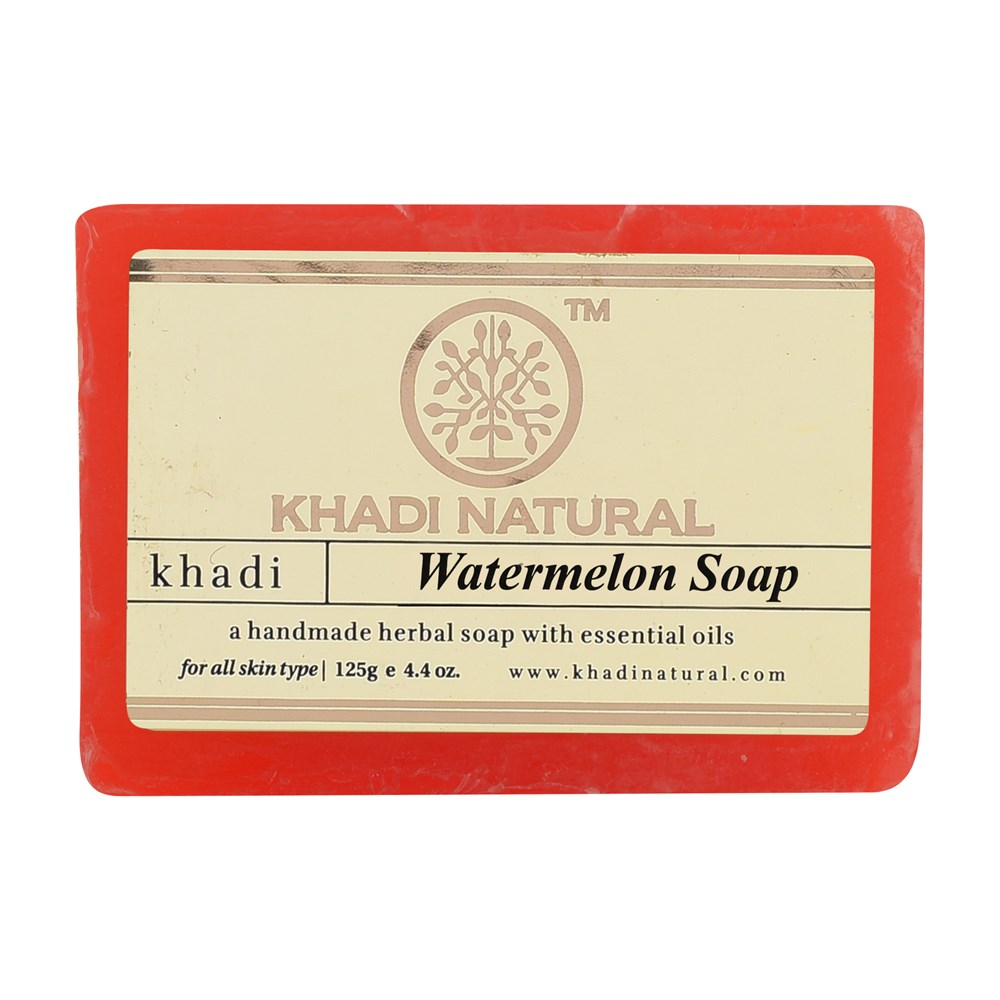 TM
KHADI NATURAL
khadi
Watermelon Soap
a handmade herbal soap with essential oils
for all skin type| 125g e 4.4 oz. www.khadinatural.com